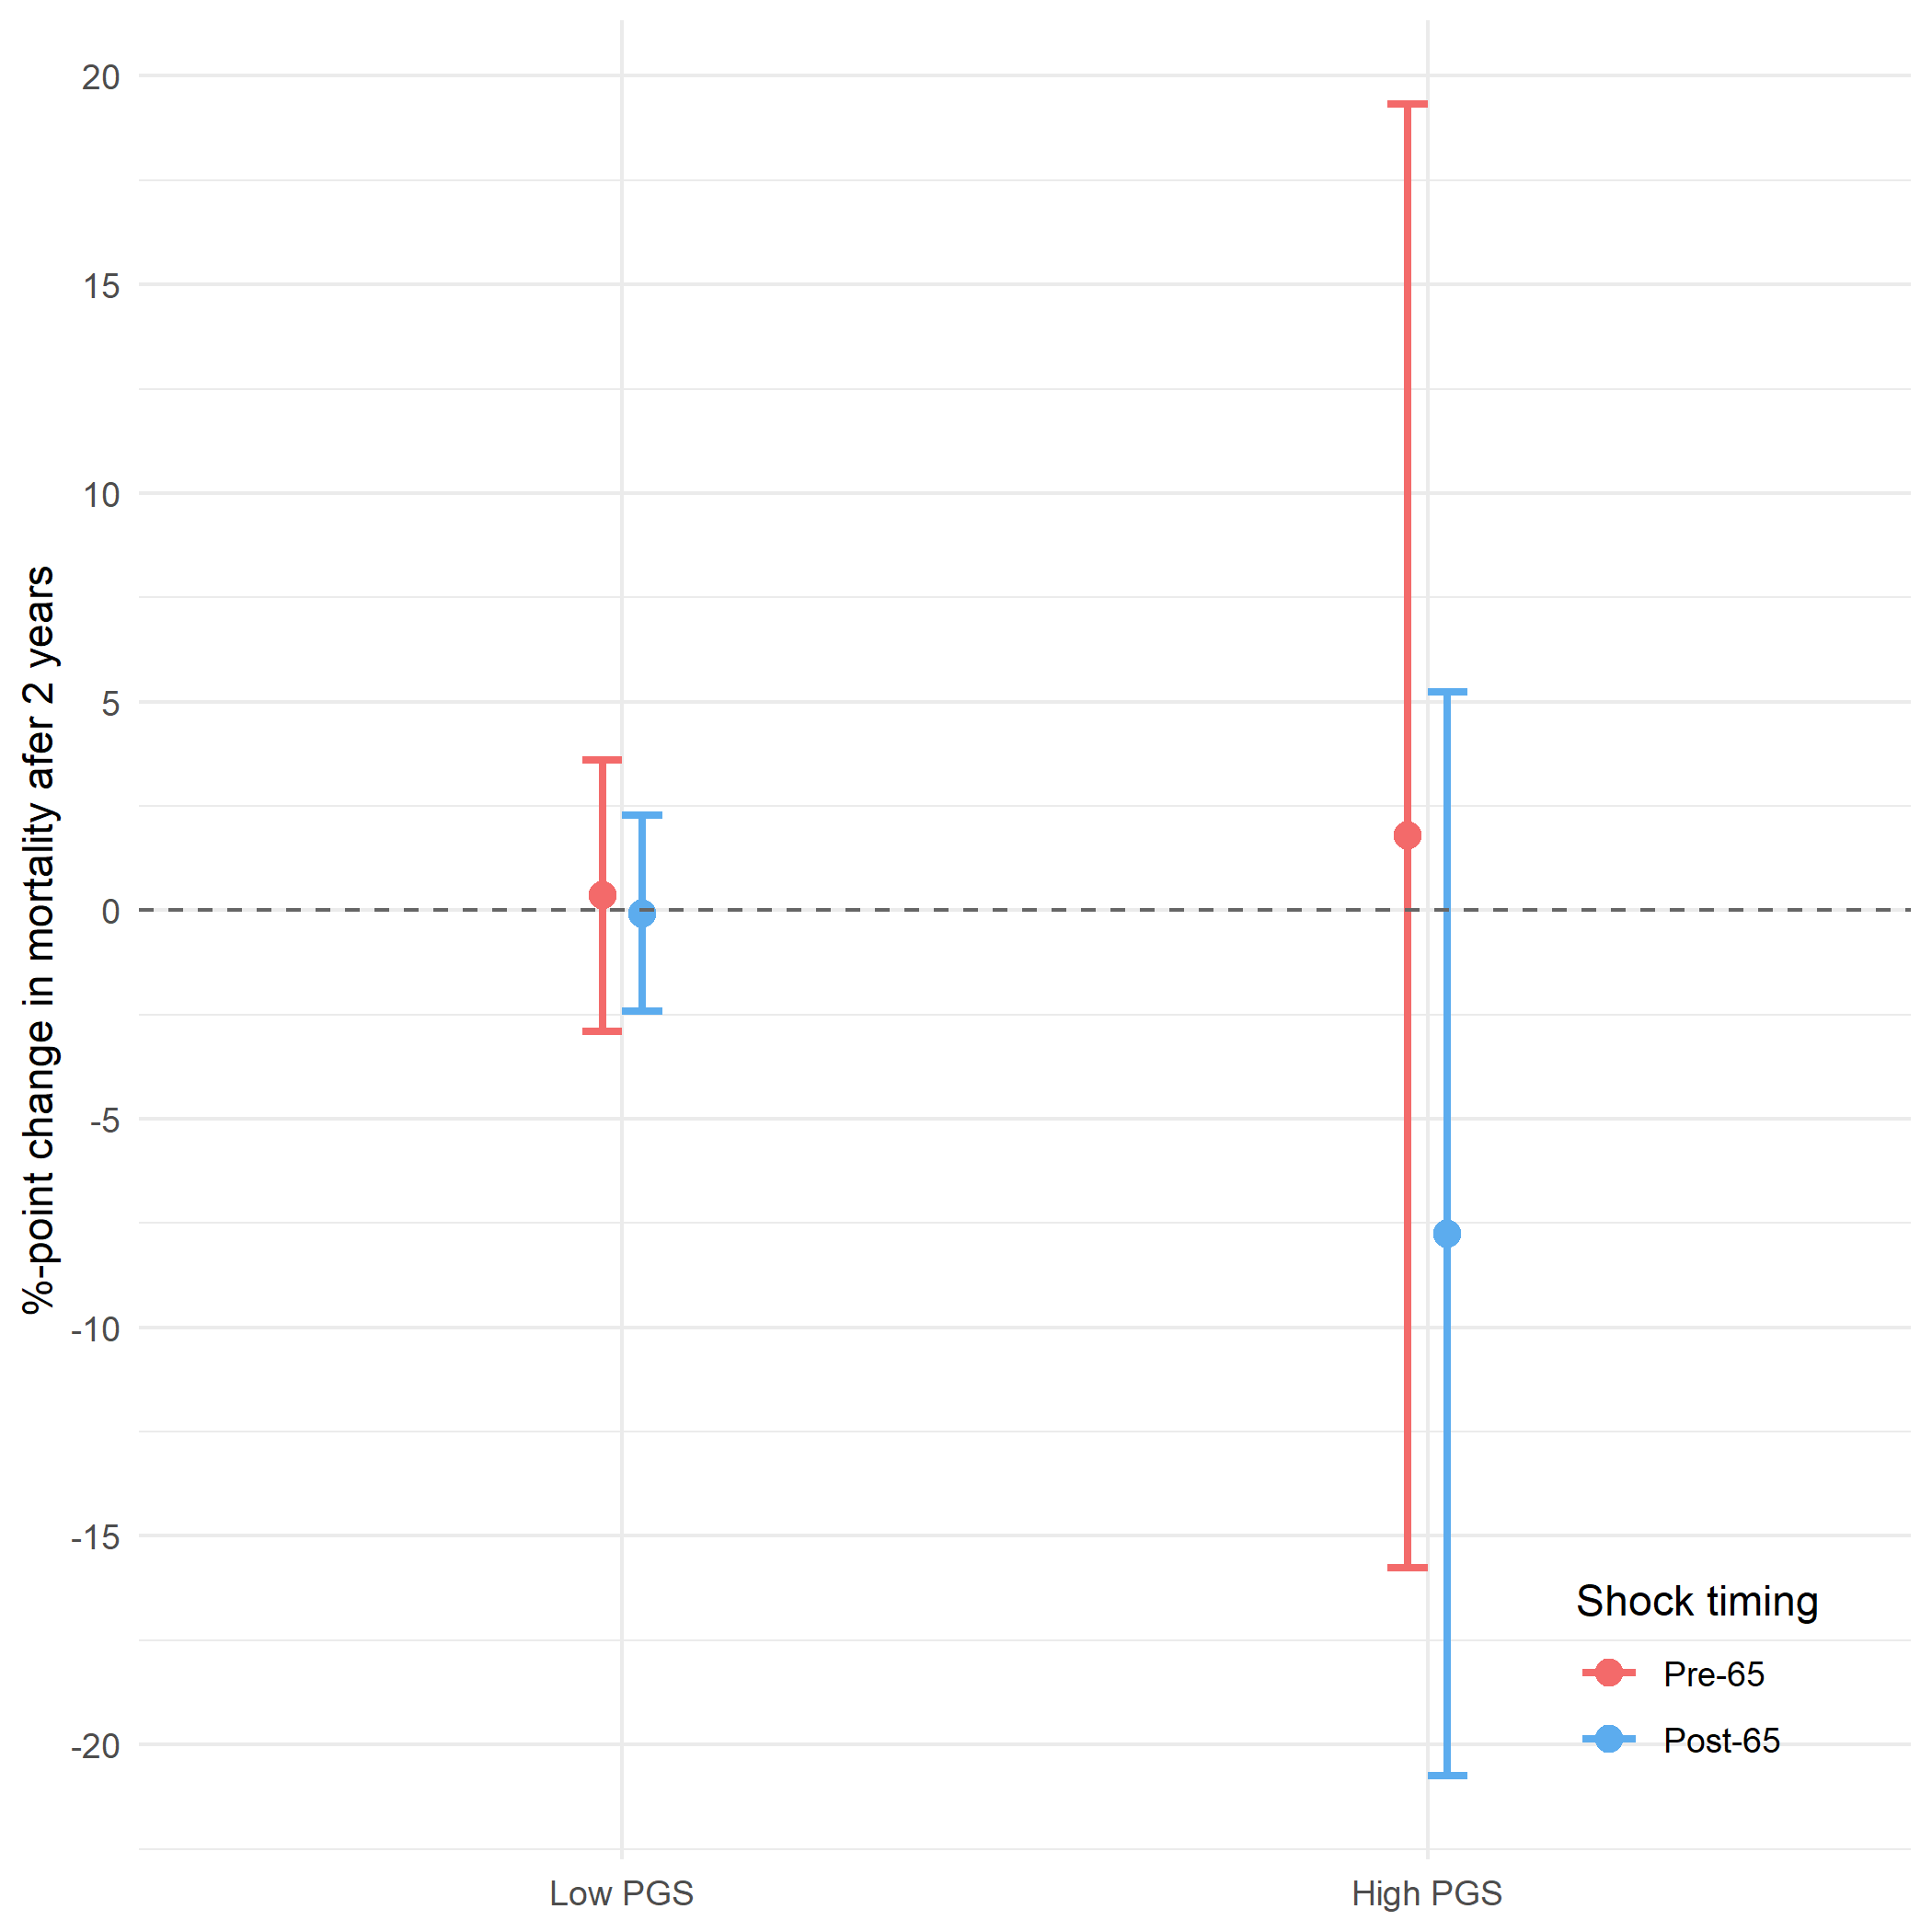 %-point change in mortality afer 2 years
20
15
10
5
0
-5
-10
-15
-20
Low PGS
High PGS
Shock timing
Pre-65
Post-65